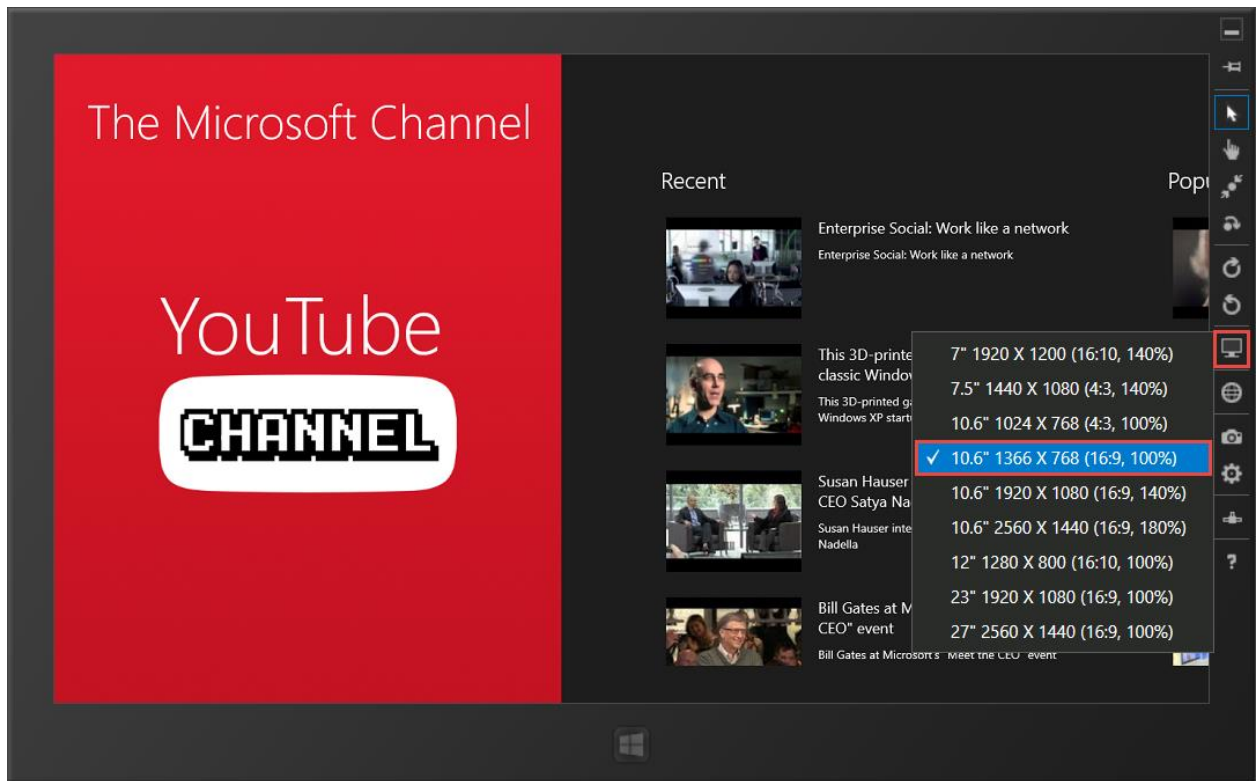 The Microsoft Channel
YouTube
CHANNEL
Recent
Popu
Enterprise Social: Work like a network
Enterprise Social: Work like a network
This 3D-printe
classic Window
This 3D-printed ga
Windows XP start
Susan Hauser
CEO Satya Na
Susan Hauser inte
Nadella
Bill Gates at M
CEO" event
Bill Gates at Microsoft's "Meet the CEO" event
7" 1920 X 1200 (16:10, 140%)
7.5" 1440 X 1080 (4:3, 140%)
10.6" 1024 X 768 (4:3, 100%)
✓ 10.6" 1366 X 768 (16:9, 100%)
10.6" 1920 X 1080 (16:9, 140%)
10.6" 2560 X 1440 (16:9, 180%)
12" 1280 X 800 (16:10, 100%)
23" 1920 X 1080 (16:9, 100%)
27" 2560 X 1440 (16:9, 100%)
?